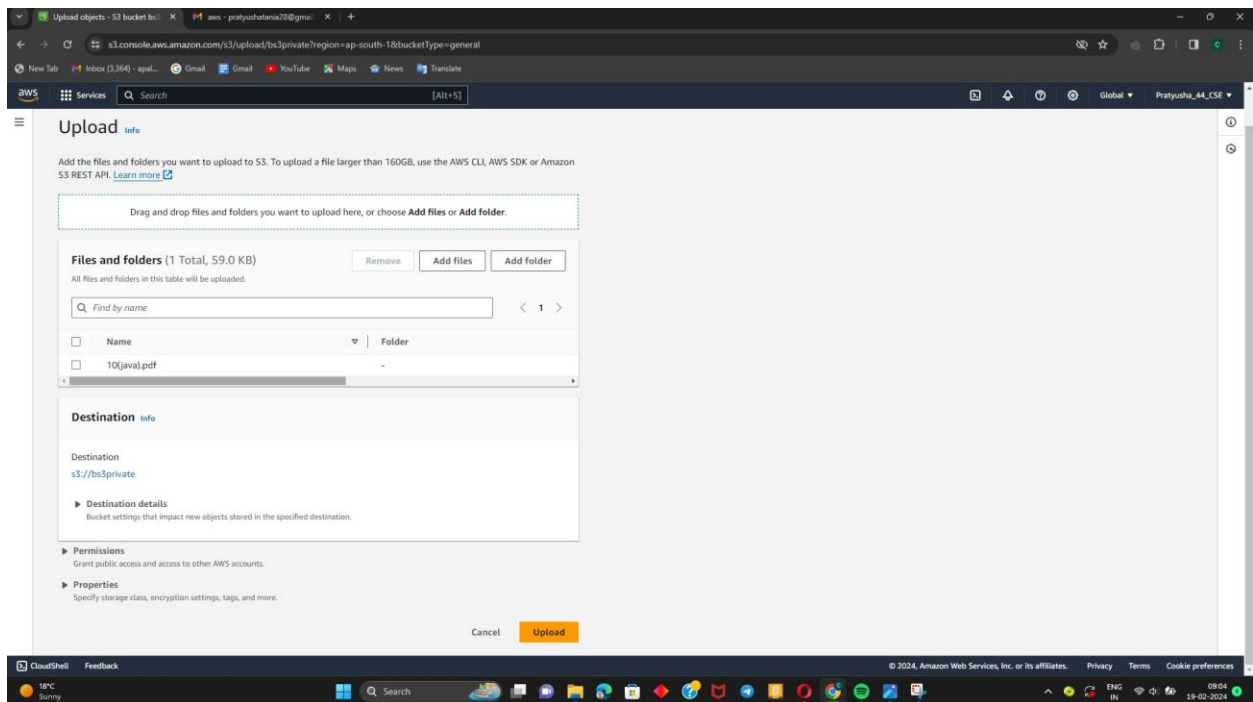 Upload objects - S3 bucket bs3
aws - pratyushatania28@gmail.
s3.console.aws.amazon.com/s3/upload/bs3private?region=ap-south-1&bucketType=general
New Tab
Inbox (3,364) - apal...
Gmail
Gmail
YouTube
Maps
News
Translate
aws
Services
Search
[Alt+S]
Global
Pratyusha_44_CSE
Upload Info
Add the files and folders you want to upload to S3. To upload a file larger than 160GB, use the AWS CLI, AWS SDK or Amazon
S3 REST API. Learn more
Drag and drop files and folders you want to upload here, or choose Add files or Add folder.
Files and folders (1 Total, 59.0 KB)
Remove
Add files
Add folder
All files and folders in this table will be uploaded.
Find by name
1
Name
Folder
10(java).pdf
-
Destination Info
Destination
s3://bs3private
Destination details
Bucket settings that impact new objects stored in the specified destination.
Permissions
Grant public access and access to other AWS accounts.
Properties
Specify storage class, encryption settings, tags, and more.
Cancel
Upload
CloudShell
Feedback
© 2024, Amazon Web Services, Inc. or its affiliates.
Privacy
Terms
Cookie preferences
18°C
Sunny
Search
ENG
IN
09:04
19-02-2024